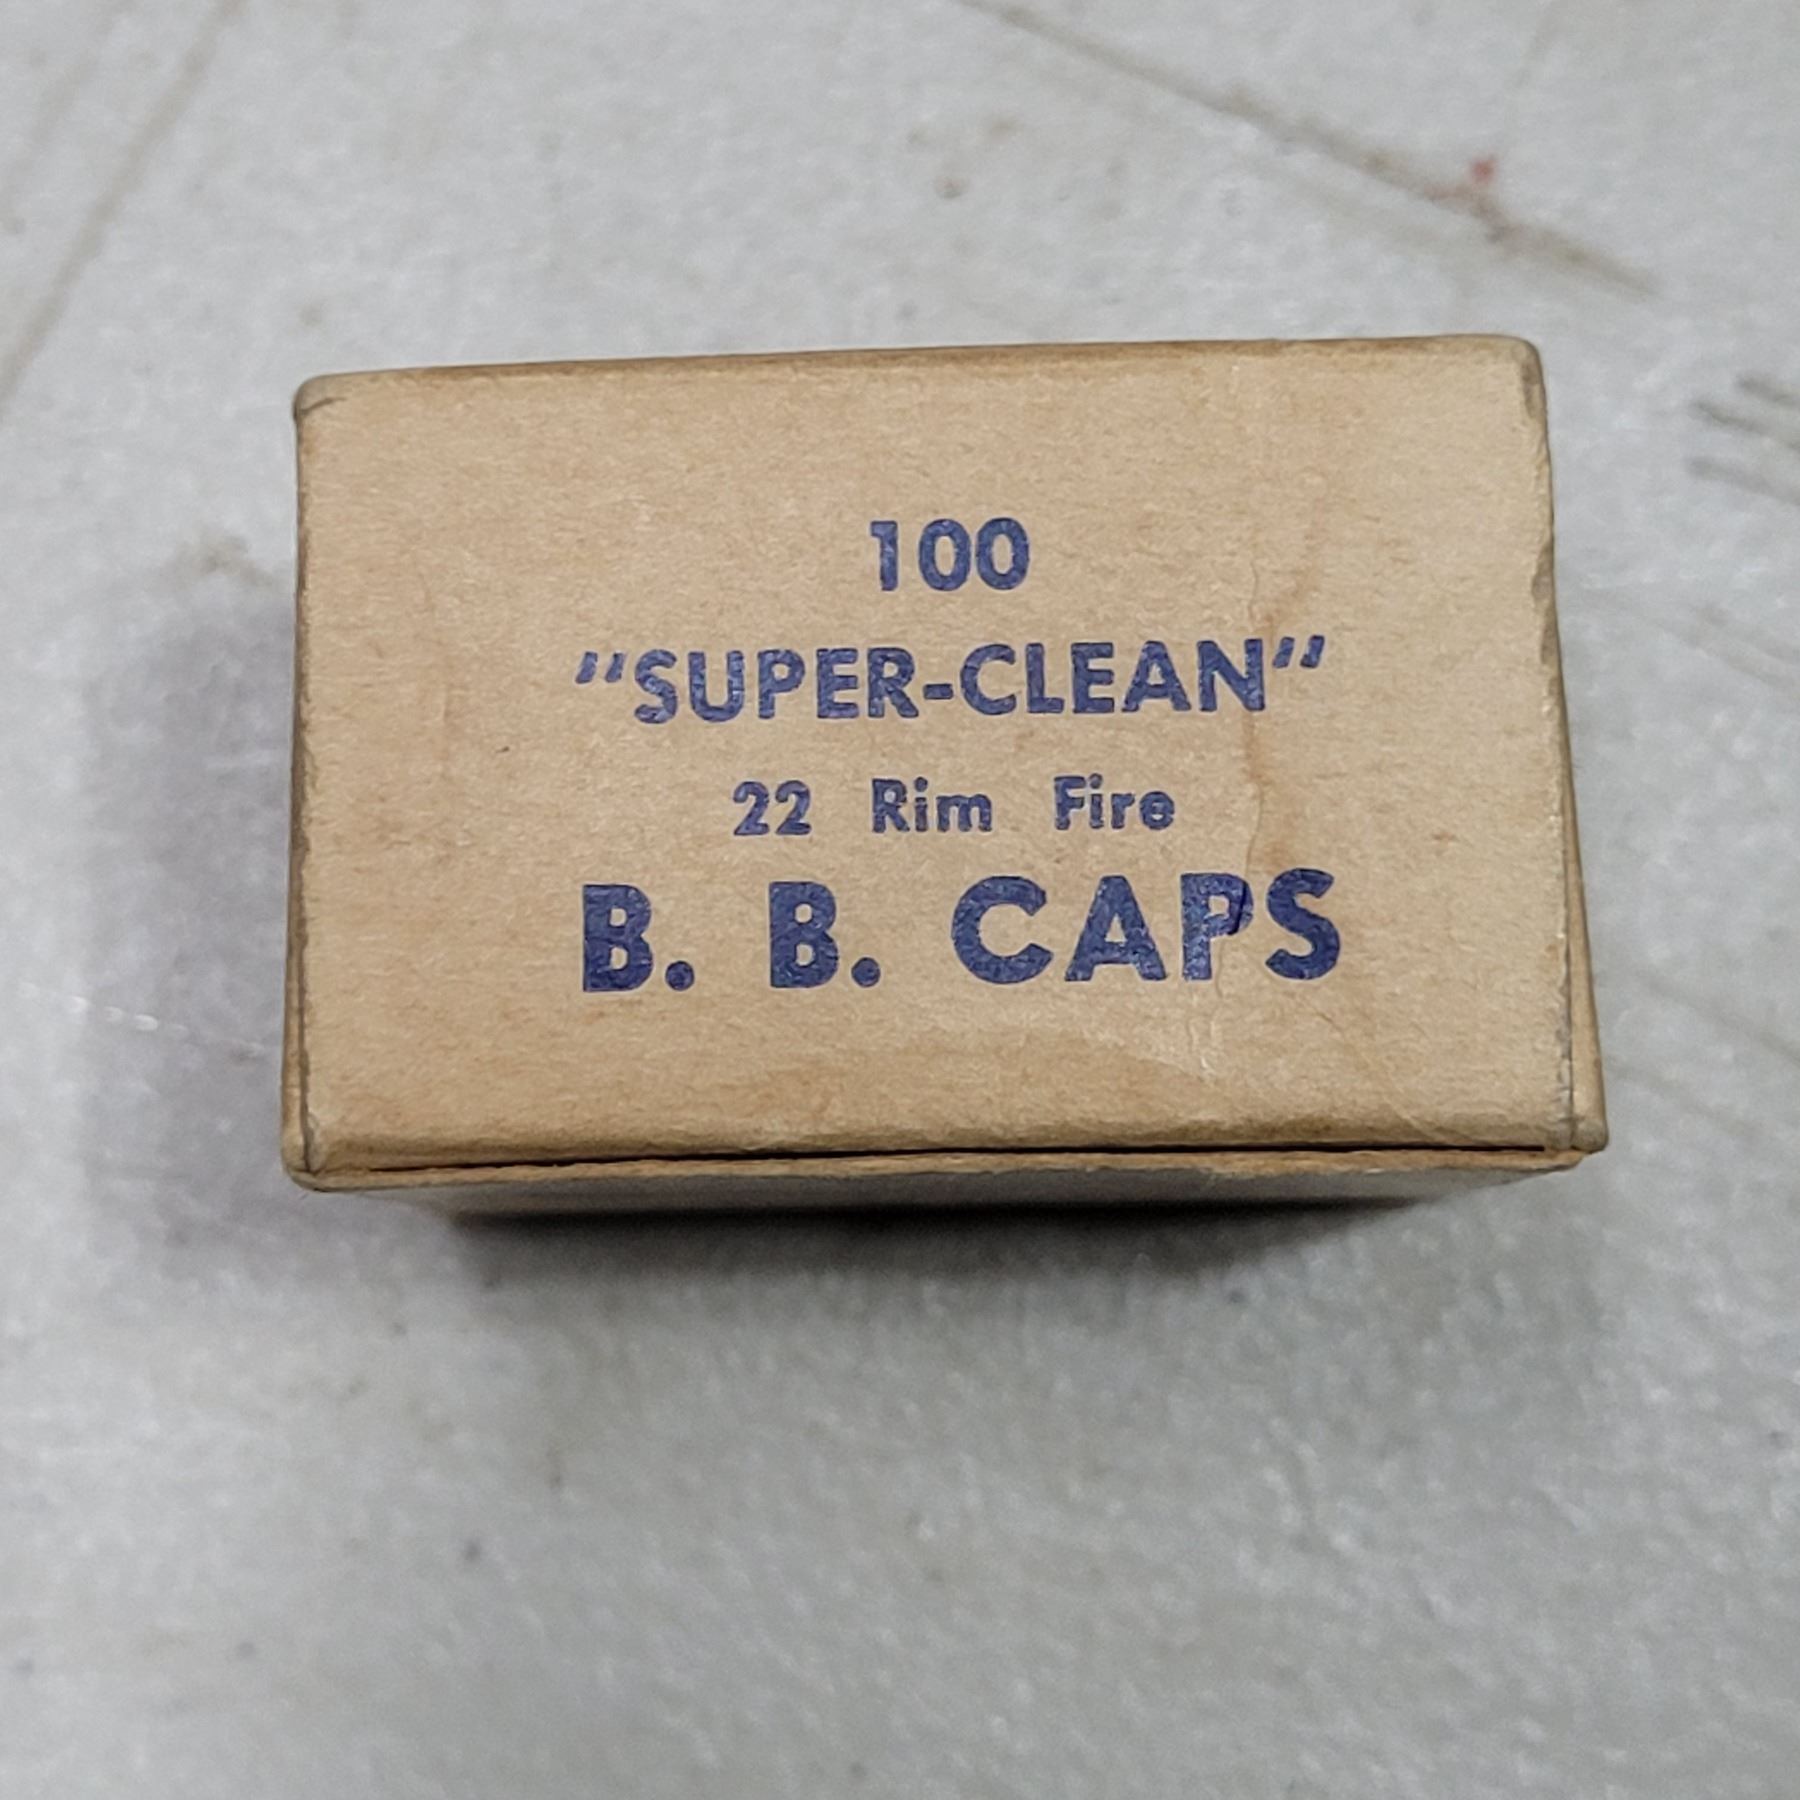 100
"SUPER-CLEAN"
22 Rim Fire
B. B. CAPS